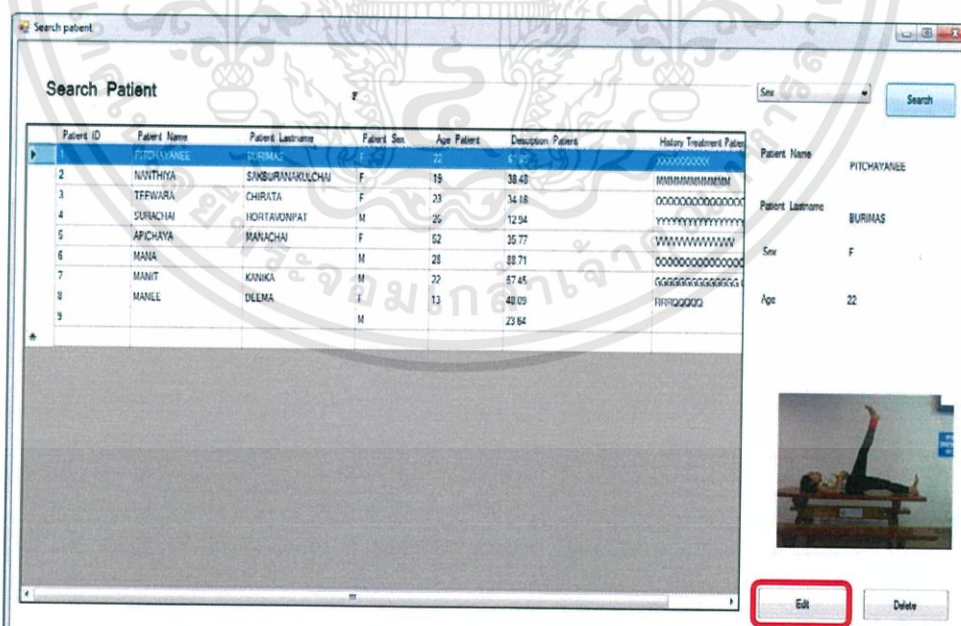 Search patient
Search Patient
F
Sex
Search
Patient ID Patient Name Patient Lastname Patient Sex Age Patient Desciption Patient History Treatment Patien
1 PITCHAYANEE BURIMAS F 22 XXXXXXXXXX
2 NANTHIYA SAKBURANAKULCHAI F 19 38.48
3 TEEWARA CHIRATA F 23 34.18
4 SURACHAI HORTAVONPAT M 26 12.94
5 APICHAYA MANACHAI F 52 35.77
6 MANA M 28 88.71
7 MANIT KANIKA M 22 57.45
8 MANEE DEEMA F 13 48.09
9 M 23.64
Patient Name PITCHAYANEE
Patient Lastname BURIMAS
Sex F
Age 22
Edit
Delete